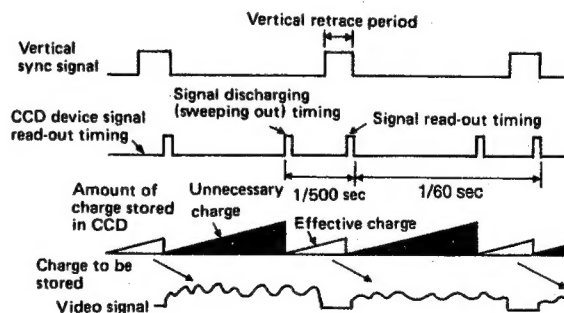 Vertical retrace period
Vertical
sync signal
Signal discharging
(sweeping out) timing
Signal read-out timing
CCD device signal
read-out timing
1/500 sec
1/60 sec
Amount of
charge stored
in CCD
Unnecessary
charge
Effective charge
Charge to be
stored
Video signal